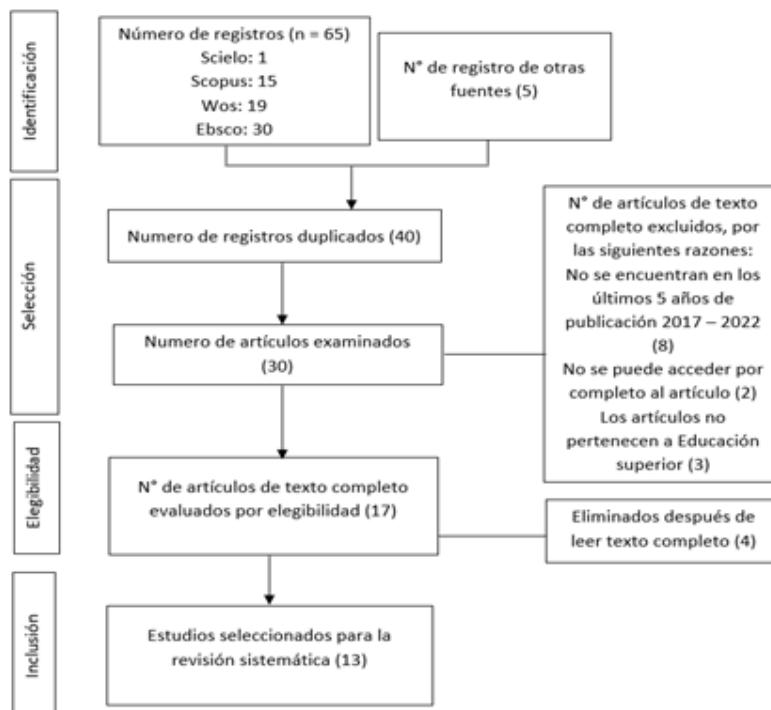 Identificación
Número de registros (n = 65)
Scielo: 1
Scopus: 15
Wos: 19
Ebsco: 30
N° de registro de otras
fuentes (5)
Selección
Numero de registros duplicados (40)
Numero de artículos examinados
(30)
N° de artículos de texto
completo excluidos, por
las siguientes razones:
No se encuentran en los
últimos 5 años de
publicación 2017 – 2022
(8)
No se puede acceder por
completo al artículo (2)
Los artículos no
pertenecen a Educación
superior (3)
Elegibilidad
N° de artículos de texto completo
evaluados por elegibilidad (17)
Eliminados después de
leer texto completo (4)
Inclusión
Estudios seleccionados para la
revisión sistemática (13)